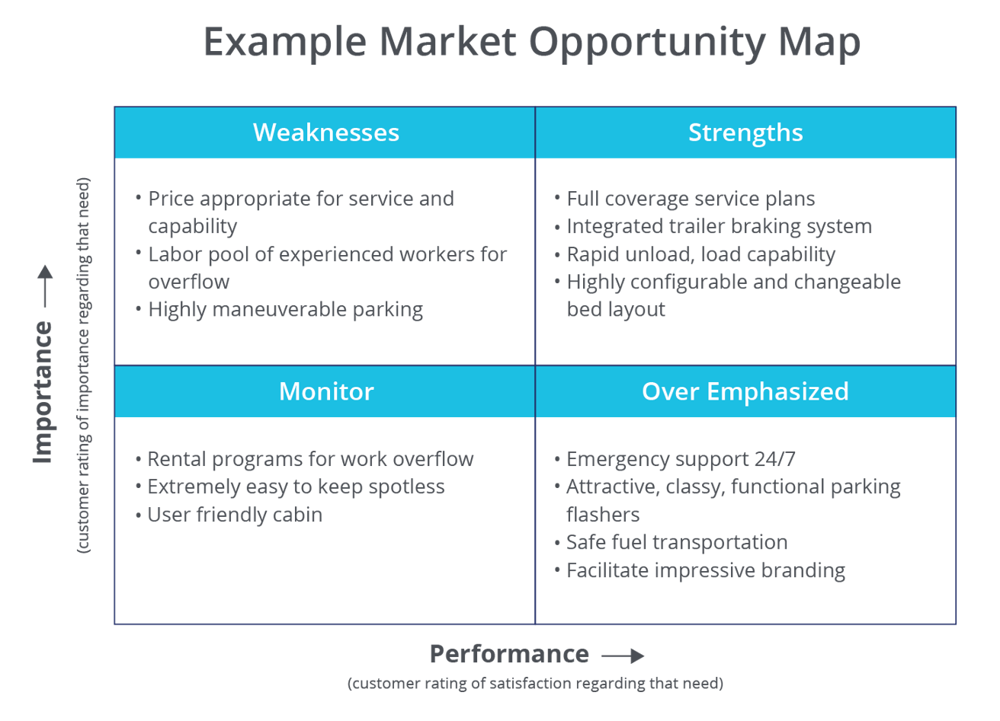 Example Market Opportunity Map
Weaknesses
• Price appropriate for service and
capability
• Labor pool of experienced workers for
overflow
• Highly maneuverable parking
Strengths
• Full coverage service plans
• Integrated trailer braking system
• Rapid unload, load capability
• Highly configurable and changeable
bed layout
Importance
(customer rating of importance regarding that need)
Monitor
• Rental programs for work overflow
• Extremely easy to keep spotless
• User friendly cabin
Over Emphasized
• Emergency support 24/7
• Attractive, classy, functional parking
flashers
• Safe fuel transportation
• Facilitate impressive branding
Performance
(customer rating of satisfaction regarding that need)